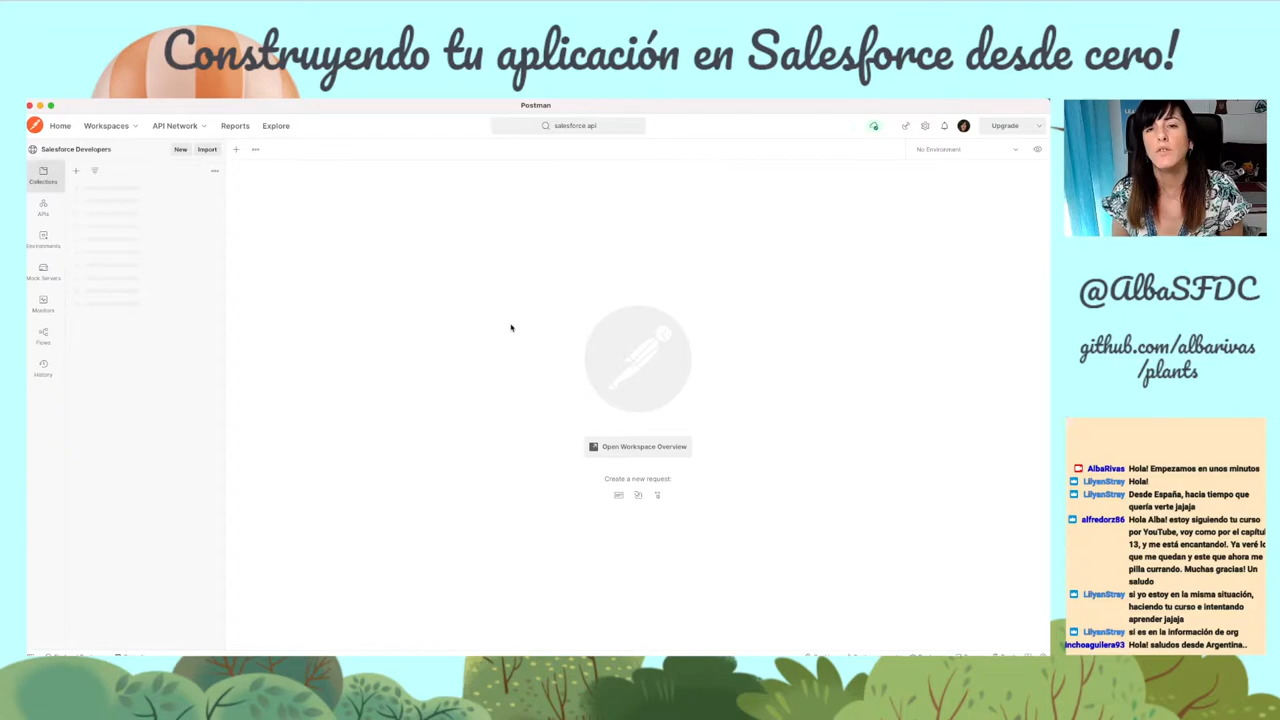 Construyendo tu aplicación en Salesforce desde cero!
Postman
Home
Workspaces
API Network
Reports
Explore
salesforce api
Upgrade
Salesforce Developers
New
Import
No Environment
Collections
APIs
Environments
Mock Servers
Monitors
Flows
History
Open Workspace Overview
Create a new request:
@AlbaSFDC
github.com/albarivas
/plants
AlbaRivas Hola! Empezamos en unos minutos
LilyanStray Hola!
LilyanStray Desde España, hacia tiempo que
quería verte jajaja
alfredorz86 Hola Alba! estoy siguiendo tu curso
por YouTube, voy como por el capítu
13, y me está encantando!. Ya veré lo
que me quedan y este que ahora me
pilla currando. Muchas gracias! Un
saludo
LilyanStray si yo estoy en la misma situación,
haciendo tu curso e intentando
aprender jajaja
LilyanStray si es en la información de org
inchoaguilera93 Hola! saludos desde Argentina..